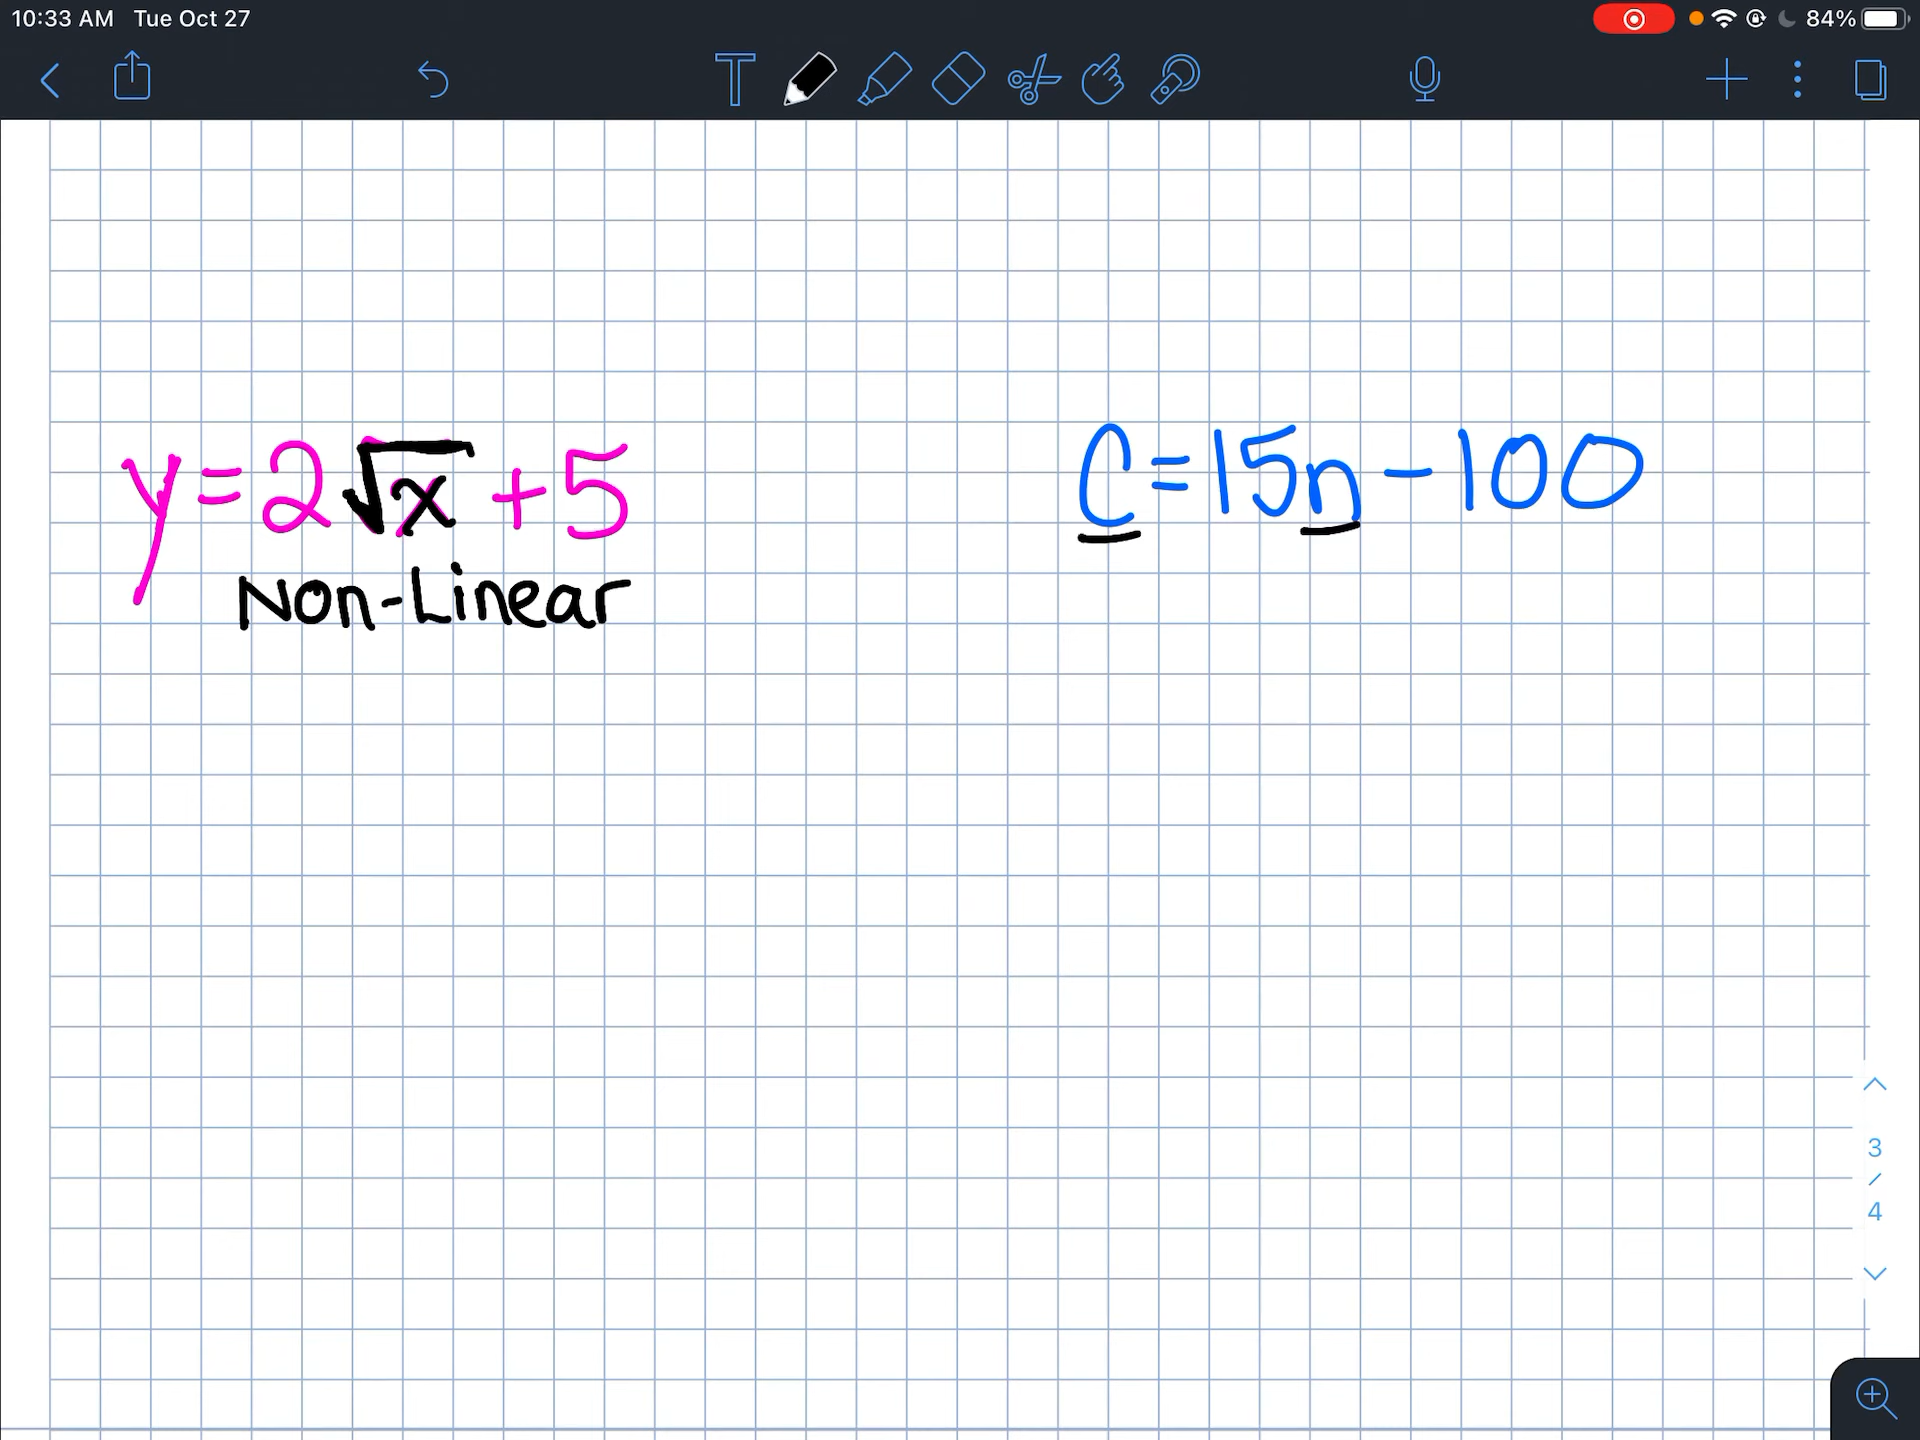 10:33 AM Tue Oct 27
84%
T
y=2√x+5
C=15n-100
Non-Linear
3
/
4